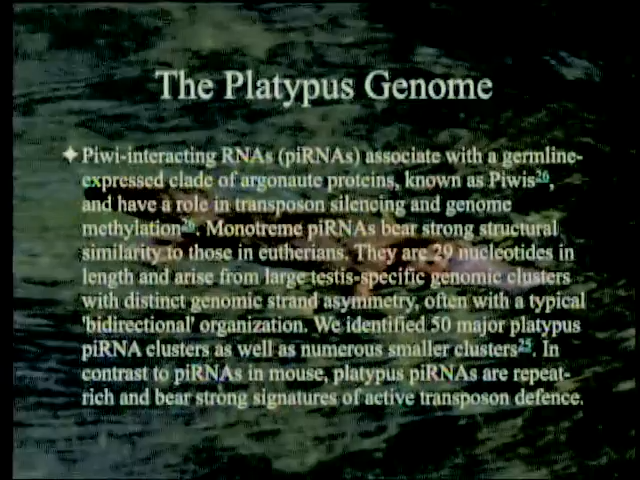 The Platypus Genome
✦ Piwi-interacting RNAs (piRNAs) associate with a germline-
expressed clade of argonaute proteins, known as Piwis26,
and have a role in transposon silencing and genome
methylation26. Monotreme piRNAs bear strong structural
similarity to those in eutherians. They are 29 nucleotides in
length and arise from large testis-specific genomic clusters
with distinct genomic strand asymmetry, often with a typical
'bidirectional' organization. We identified 50 major platypus
piRNA clusters as well as numerous smaller clusters25. In
contrast to piRNAs in mouse, platypus piRNAs are repeat-
rich and bear strong signatures of active transposon defence.